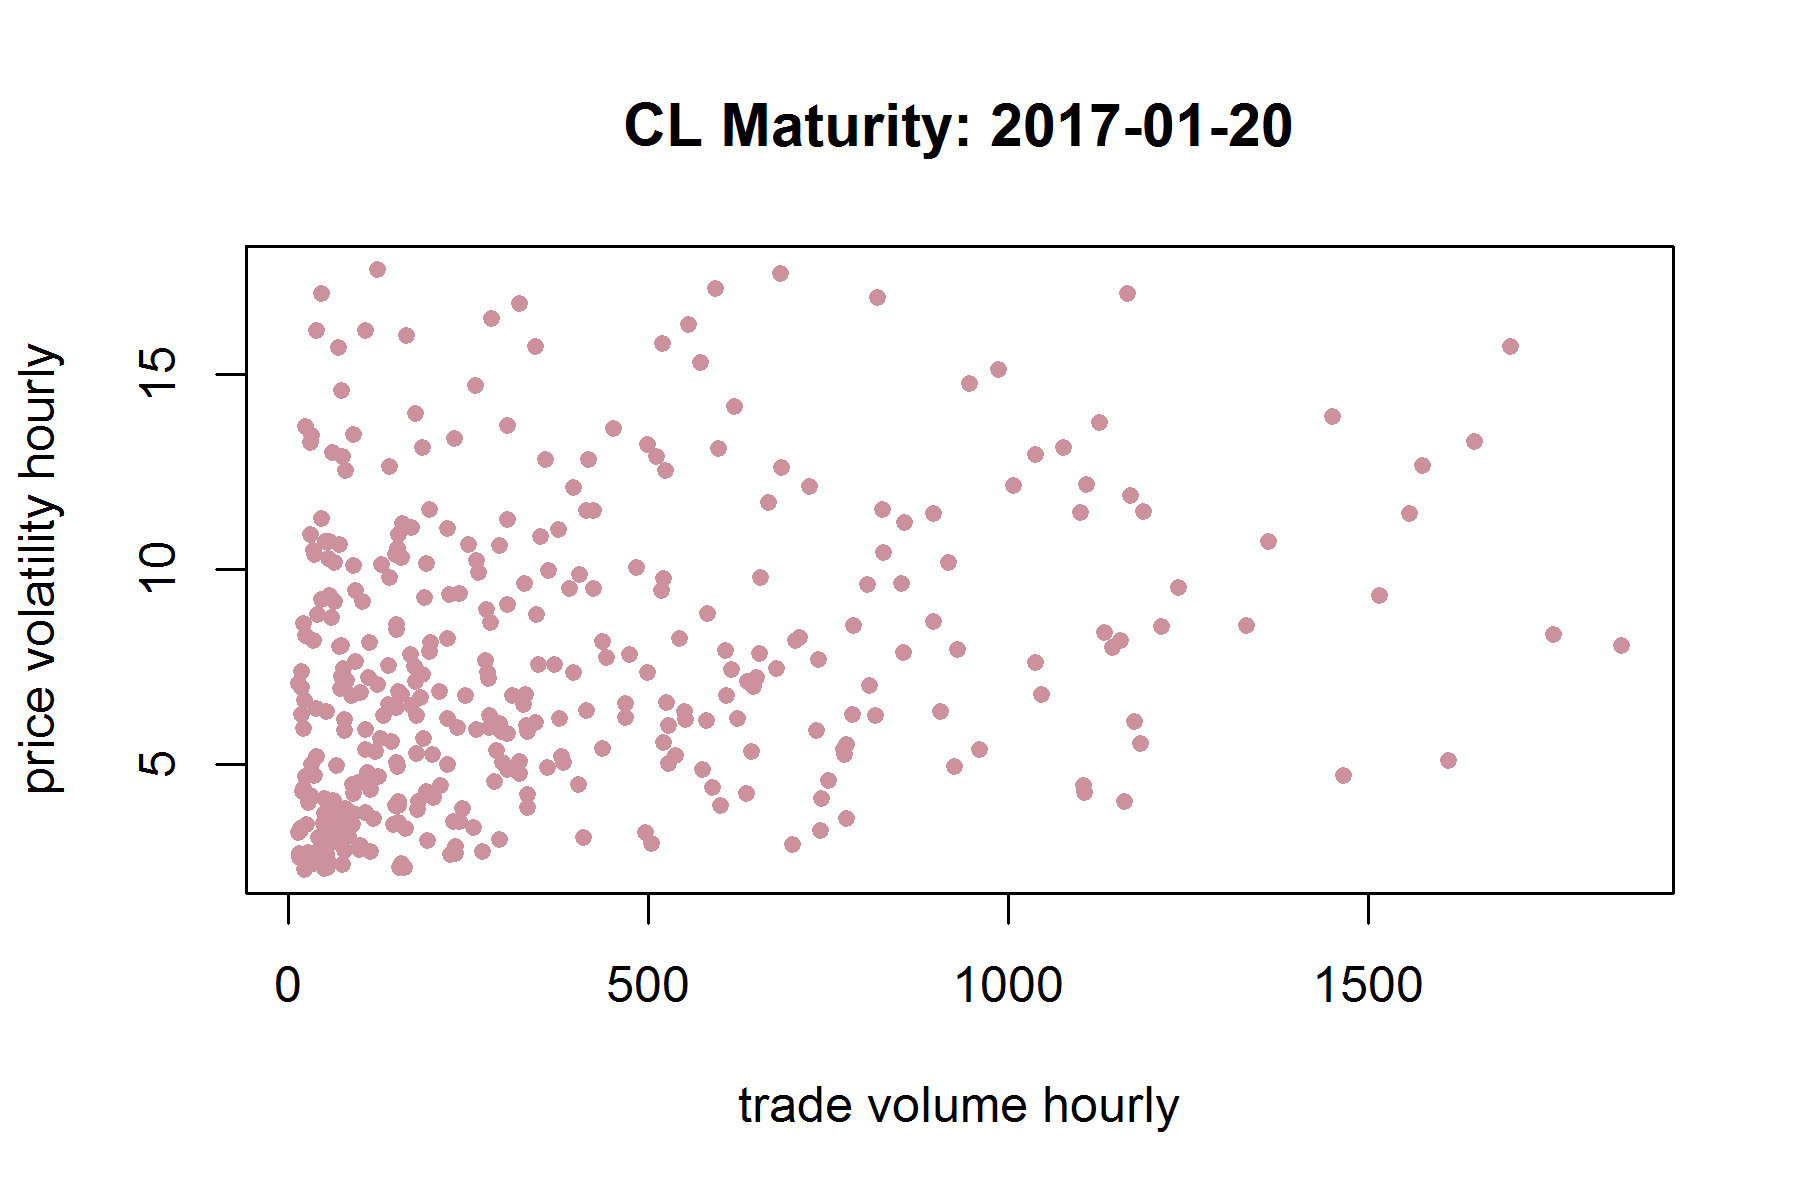 CL Maturity: 2017-01-20
price volatility hourly
15
10
5
0 500 1000 1500
trade volume hourly